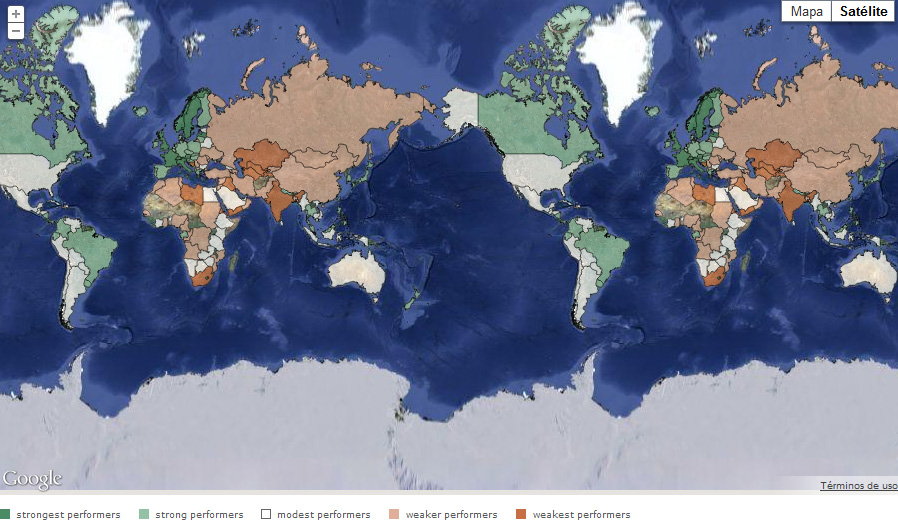 +
−
Mapa Satélite
Google
Términos de uso
strongest performers strong performers modest performers weaker performers weakest performers